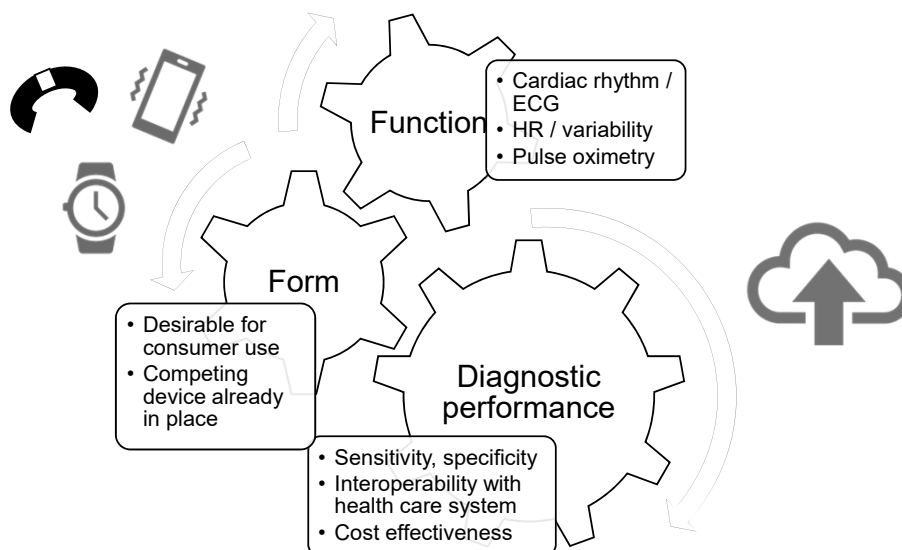 Function
• Cardiac rhythm /
ECG
• HR / variability
• Pulse oximetry
Form
• Desirable for
consumer use
• Competing
device already
in place
Diagnostic
performance
• Sensitivity, specificity
• Interoperability with
health care system
• Cost effectiveness